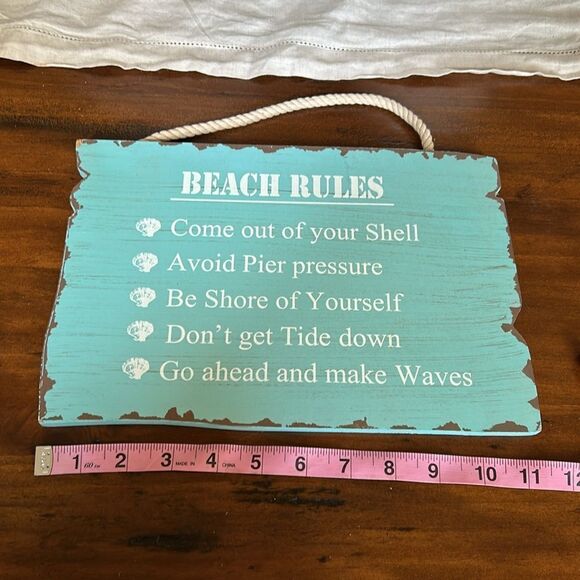 BEACH RULES
Come out of your Shell
Avoid Pier pressure
Be Shore of Yourself
Don't get Tide down
Go ahead and make Waves
1 2 3 MADE IN 4 CHINA 5 6 7 8 9 10 11 12